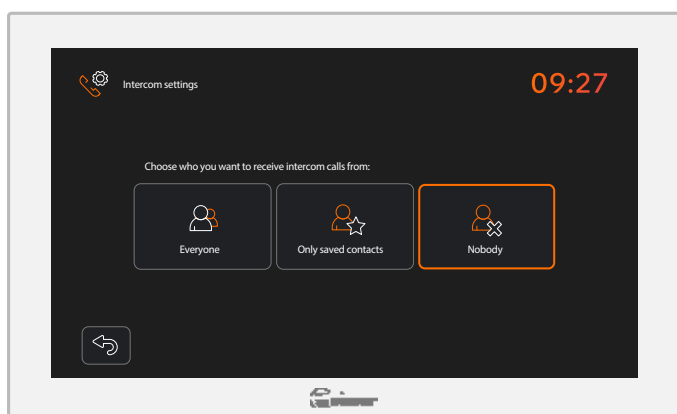 Intercom settings
09:27
Choose who you want to receive intercom calls from:
Everyone
Only saved contacts
Nobody